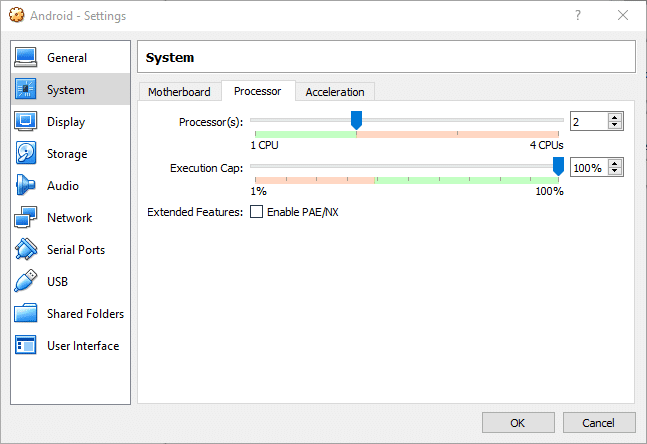 Android - Settings
General
System
Display
Storage
Audio
Network
Serial Ports
USB
Shared Folders
User Interface
System
Motherboard Processor Acceleration
Processor(s): 2
1 CPU 4 CPUs
Execution Cap: 100%
1% 100%
Extended Features: Enable PAE/NX
OK Cancel